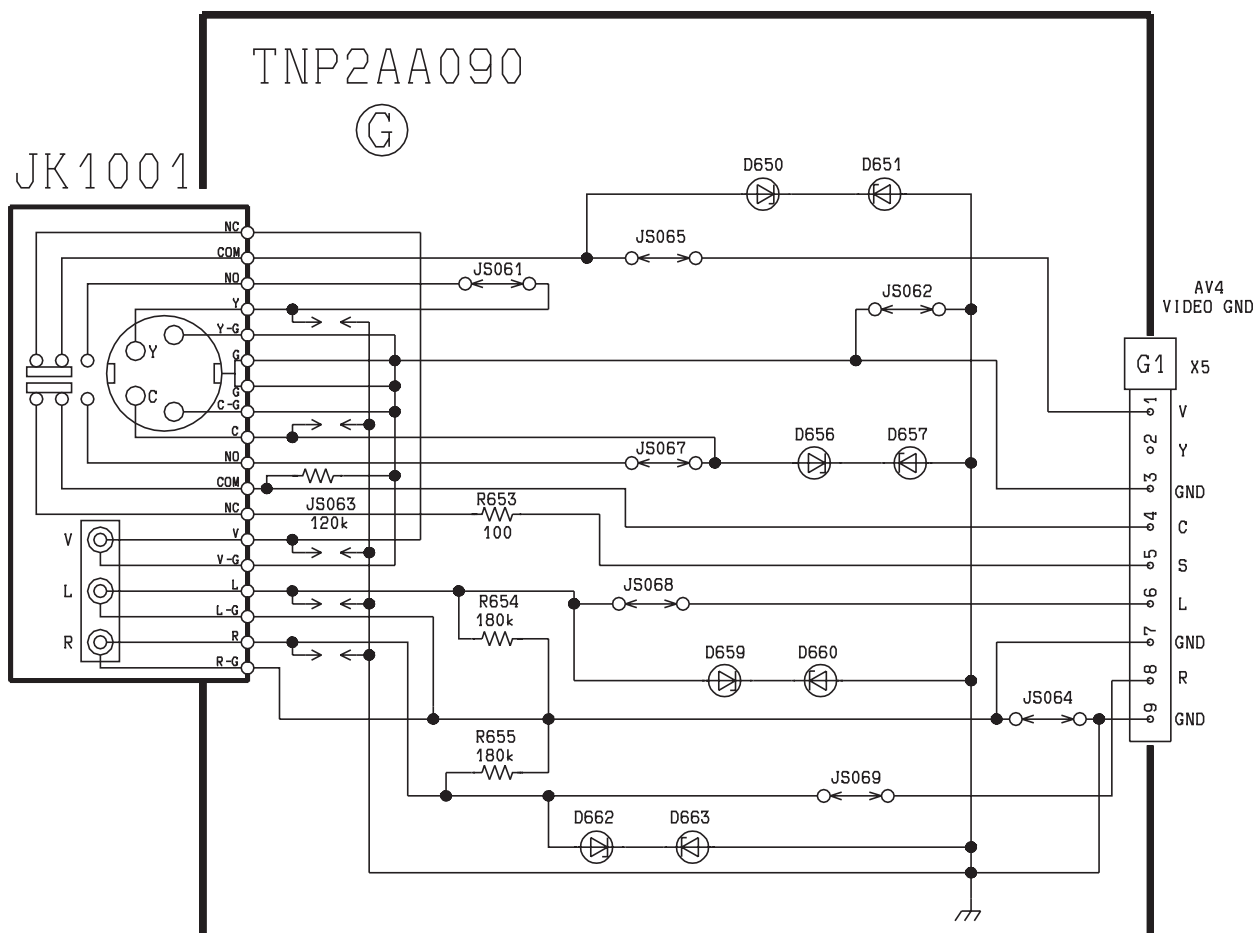 TNP2AA090
G
JK1001
D650
D651
NC
COM
JS065
NO
JS061
Y
JS062
AV4
VIDEO GND
Y-G
Y
G
G1
X5
G
C
C-G
1
V
C
D656
D657
JS067
2
Y
NO
COM
3
GND
NC
JS063
120k
R653
100
4
C
V
V
V-G
5
S
L
L
JS068
L-G
R654
180k
6
L
R
R
D659
D660
7
GND
R-G
8
R
JS064
9
GND
R655
180k
JS069
D662
D663